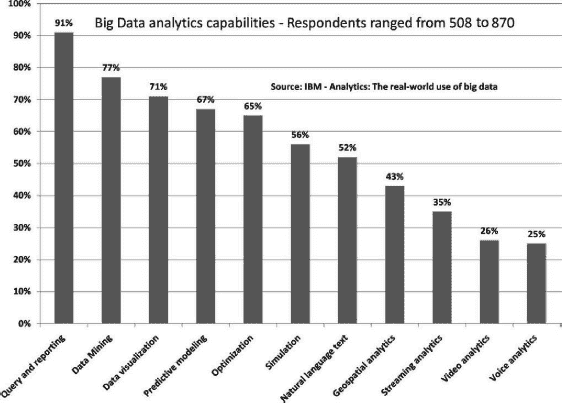 Big Data analytics capabilities - Respondents ranged from 508 to 870
Source: IBM - Analytics: The real-world use of big data
100%
90%
80%
70%
60%
50%
40%
30%
20%
10%
0%
91%
77%
71%
67%
65%
56%
52%
43%
35%
26%
25%
Query and reporting
Data Mining
Data visualization
Predictive modeling
Optimization
Simulation
Natural language text
Geospatial analytics
Streaming analytics
Video analytics
Voice analytics